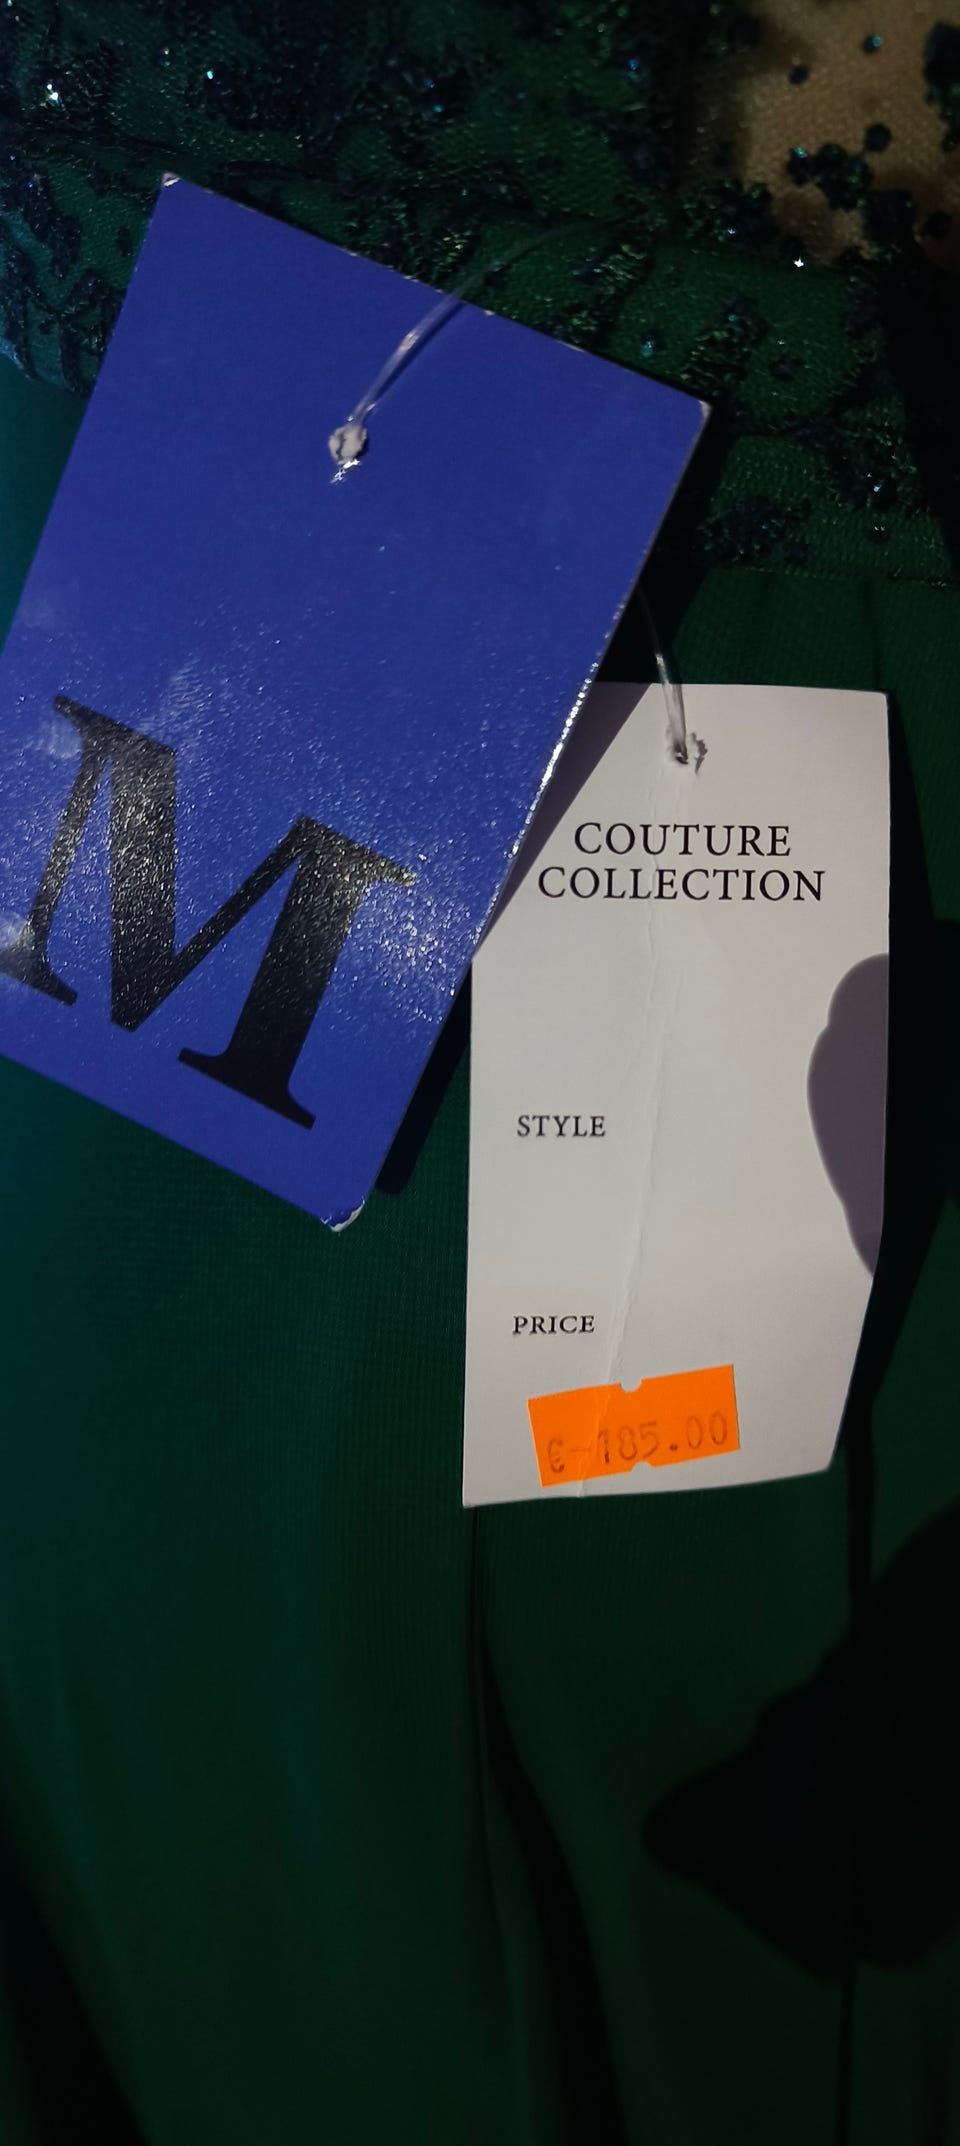 M
COUTURE
COLLECTION
STYLE
PRICE
€-185.00